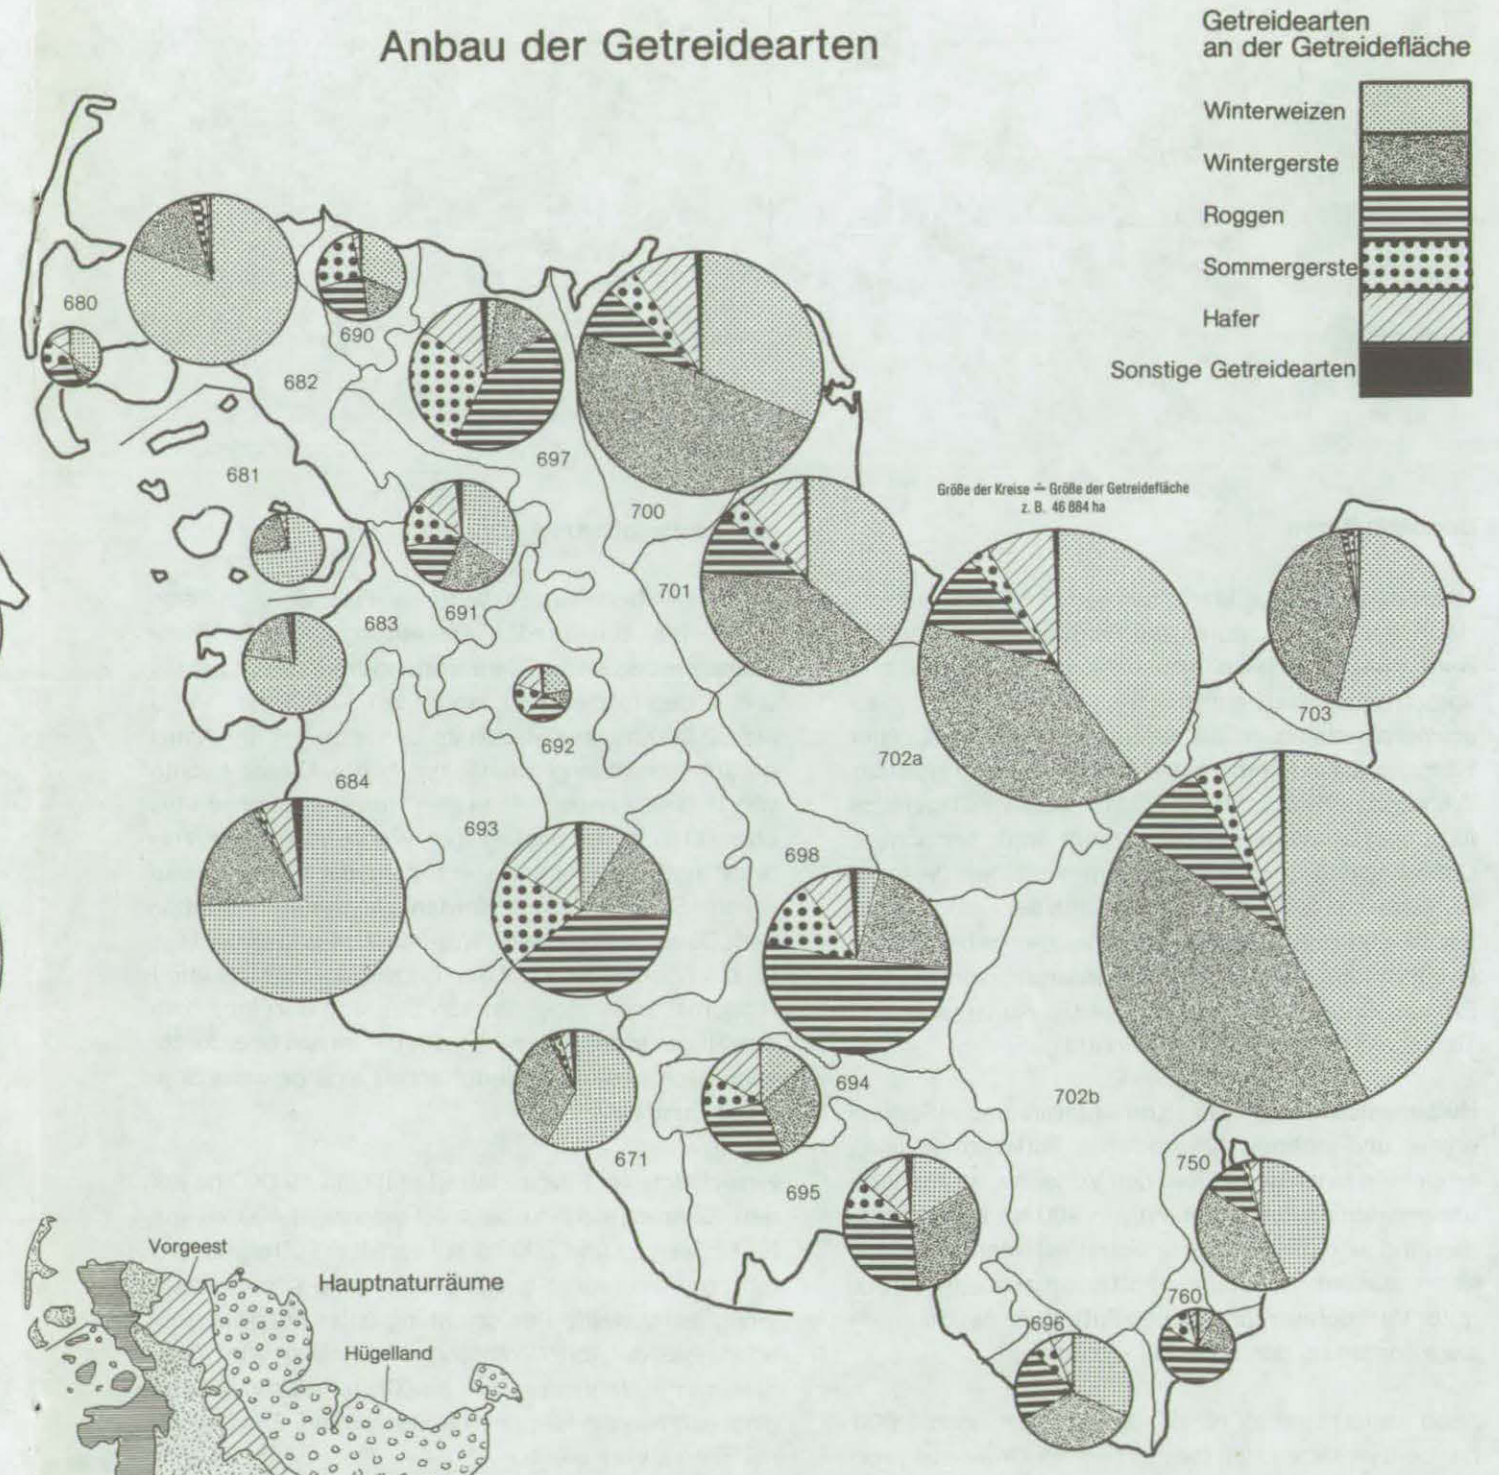 Anbau der Getreidearten
Getreidearten
an der Getreidefläche
Winterweizen
Wintergerste
Roggen
Sommergerste
Hafer
Sonstige Getreidearten
680
690
682
681
697
700
Größe der Kreise ≐ Größe der Getreidefläche
z. B. 46 884 ha
701
691
683
703
692
702a
684
693
698
694
702b
671
695
750
760
696
Vorgeest
Hauptnaturräume
Hügelland